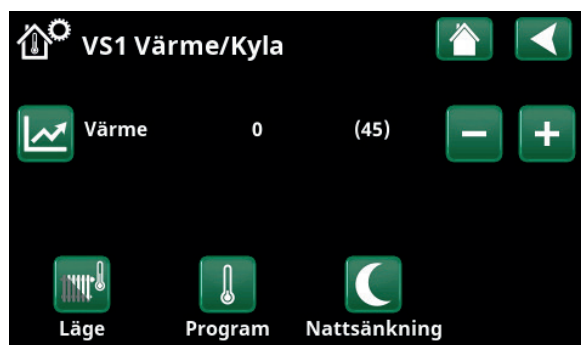 VS1 Värme/Kyla
Värme 0 (45)
Läge Program Nattsänkning